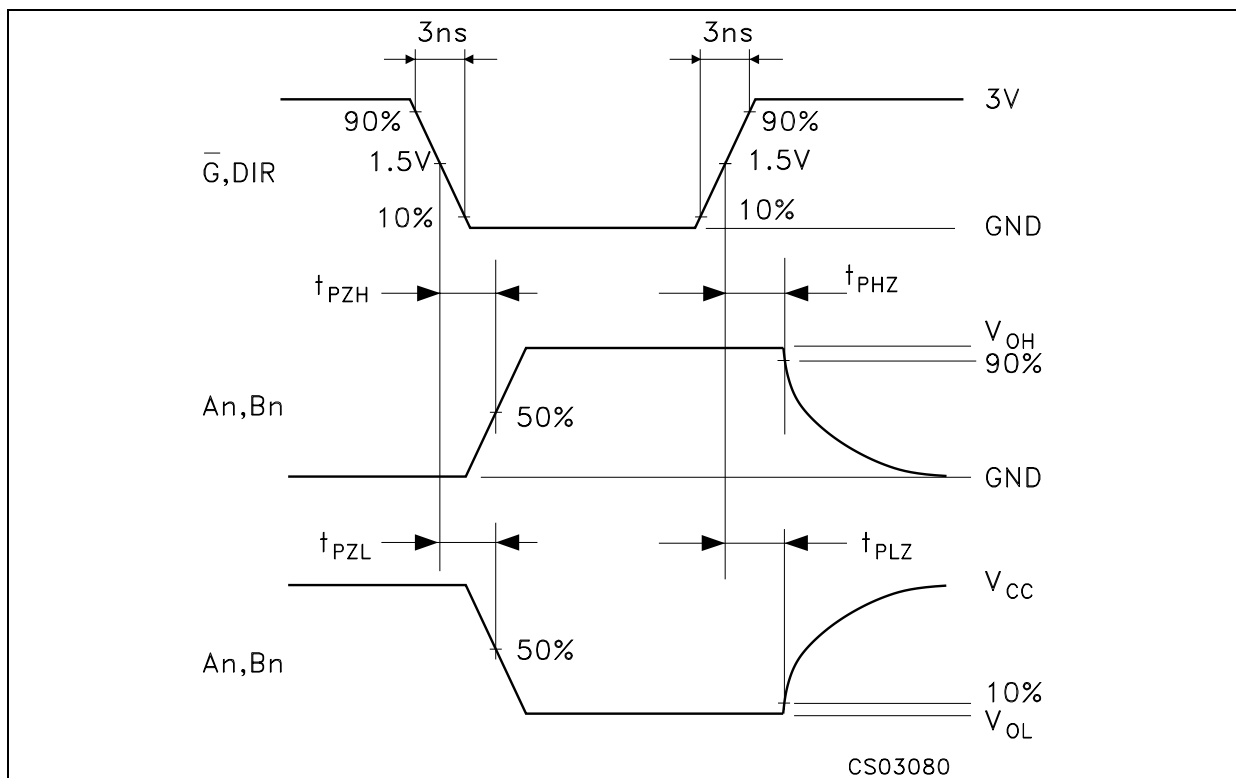 3ns 3ns
3V
90% 90%
G̅,DIR 1.5V 1.5V
10% 10%
GND
tPZH tPHZ
VOH
90%
An,Bn 50%
GND
tPZL tPLZ
VCC
50%
An,Bn
10%
VOL
CS03080